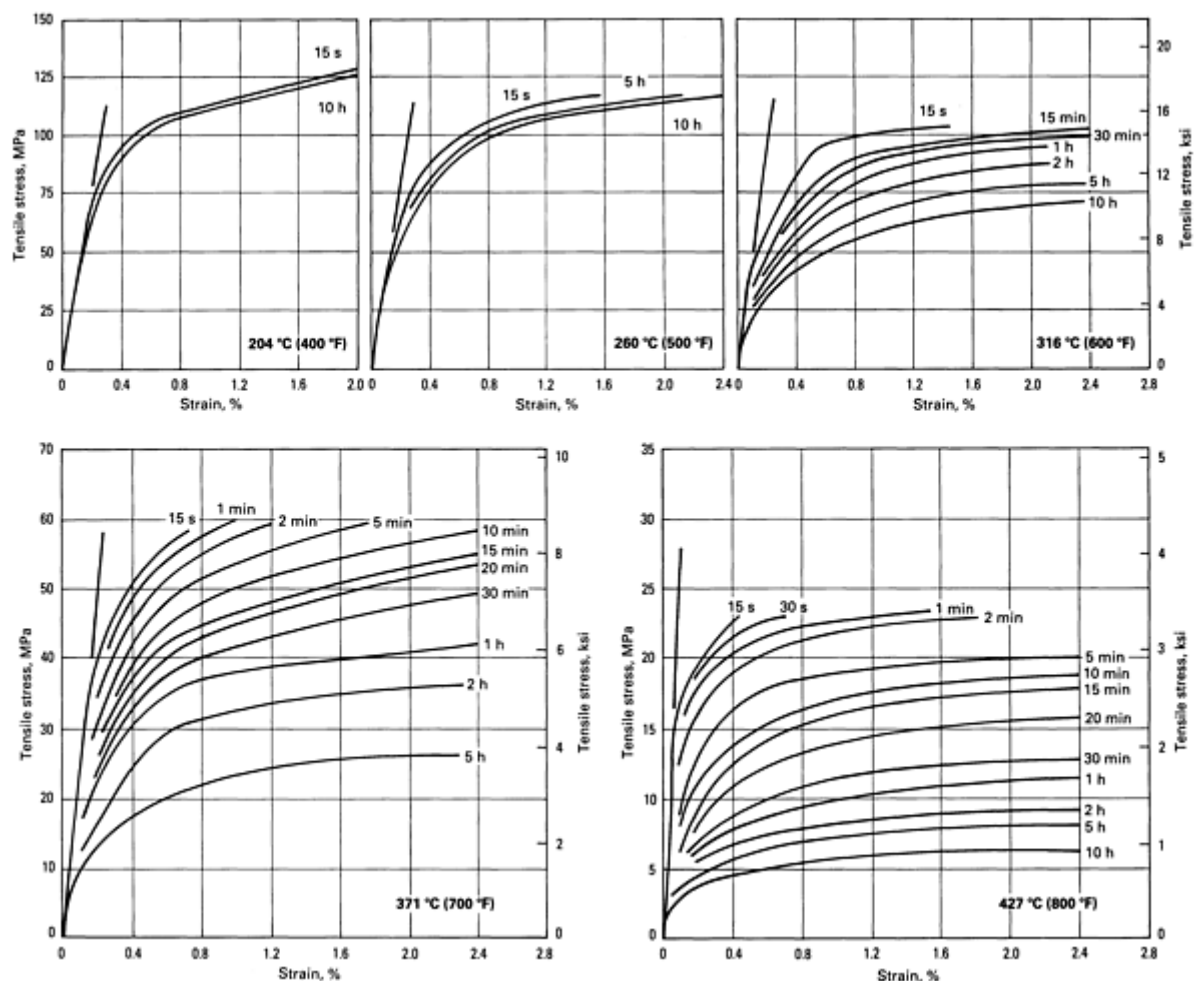 150
125
100
75
50
25
0
Tensile stress, MPa
15 s
10 h
204 °C (400 °F)
0 0.4 0.8 1.2 1.6 2.0
Strain, %
15 s
5 h
10 h
260 °C (500 °F)
0 0.4 0.8 1.2 1.6 2.0 2.4
Strain, %
15 s
15 min
30 min
1 h
2 h
5 h
10 h
316 °C (600 °F)
0 0.4 0.8 1.2 1.6 2.0 2.4 2.8
Strain, %
20
16
12
8
4
0
Tensile stress, ksi
70
60
50
40
30
20
10
0
Tensile stress, MPa
15 s
1 min
2 min
5 min
10 min
15 min
20 min
30 min
1 h
2 h
5 h
371 °C (700 °F)
0 0.4 0.8 1.2 1.6 2.0 2.4 2.8
Strain, %
10
8
6
4
2
0
Tensile stress, ksi
35
30
25
20
15
10
5
0
Tensile stress, MPa
15 s
30 s
1 min
2 min
5 min
10 min
15 min
20 min
30 min
1 h
2 h
5 h
10 h
427 °C (800 °F)
0 0.4 0.8 1.2 1.6 2.0 2.4 2.8
Strain, %
5
4
3
2
1
0
Tensile stress, ksi